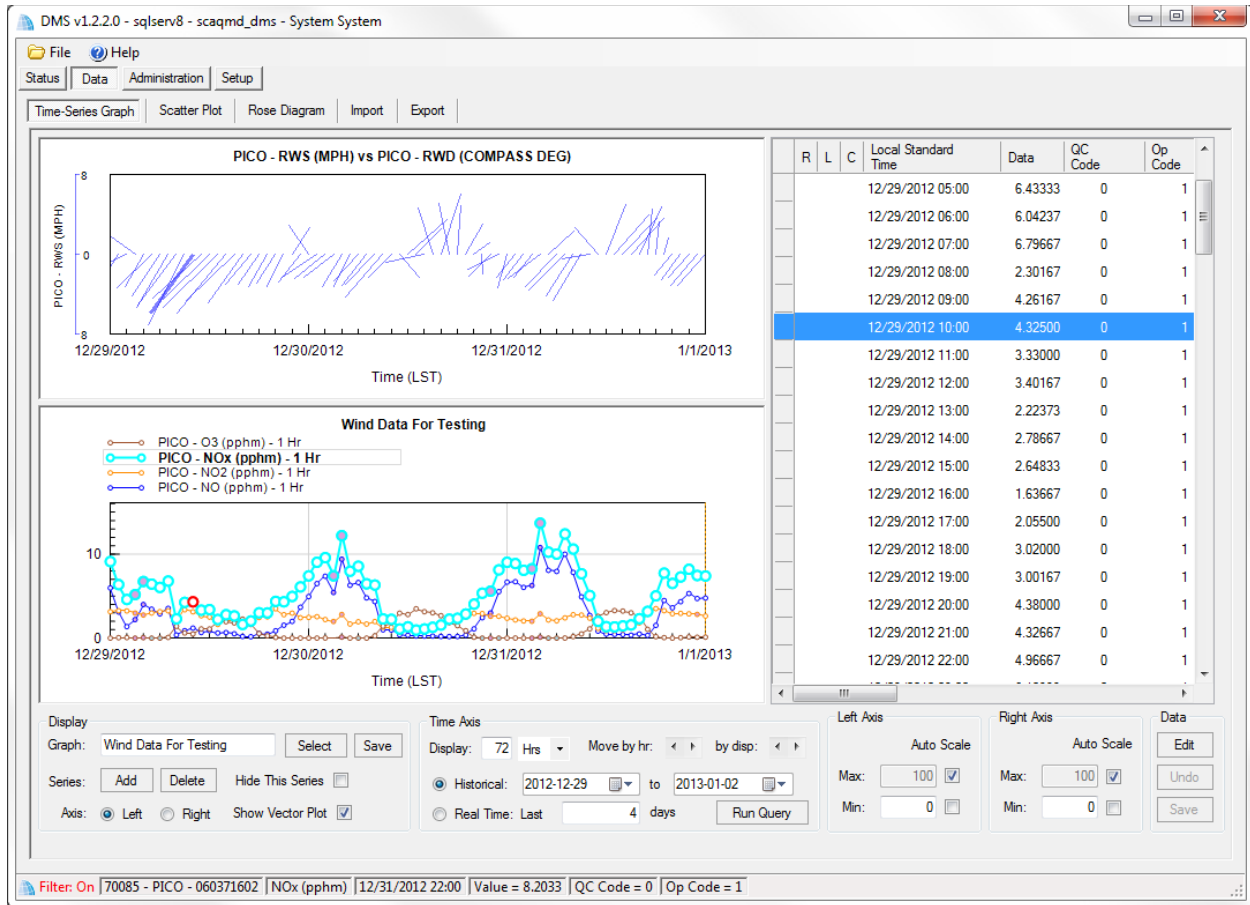 DMS v1.2.2.0 - sqlserv8 - scaqmd_dms - System System
File Help
Status Data Administration Setup
Time-Series Graph Scatter Plot Rose Diagram Import Export
PICO - RWS (MPH) vs PICO - RWD (COMPASS DEG)
8
PICO - RWS (MPH)
0
-8
12/29/2012 12/30/2012 12/31/2012 1/1/2013
Time (LST)
Wind Data For Testing
PICO - O3 (pphm) - 1 Hr
PICO - NOx (pphm) - 1 Hr
PICO - NO2 (pphm) - 1 Hr
PICO - NO (pphm) - 1 Hr
10
0
12/29/2012 12/30/2012 12/31/2012 1/1/2013
Time (LST)
R L C Local Standard Time Data QC Code Op Code
12/29/2012 05:00 6.43333 0 1
12/29/2012 06:00 6.04237 0 1
12/29/2012 07:00 6.79667 0 1
12/29/2012 08:00 2.30167 0 1
12/29/2012 09:00 4.26167 0 1
12/29/2012 10:00 4.32500 0 1
12/29/2012 11:00 3.33000 0 1
12/29/2012 12:00 3.40167 0 1
12/29/2012 13:00 2.22373 0 1
12/29/2012 14:00 2.78667 0 1
12/29/2012 15:00 2.64833 0 1
12/29/2012 16:00 1.63667 0 1
12/29/2012 17:00 2.05500 0 1
12/29/2012 18:00 3.02000 0 1
12/29/2012 19:00 3.00167 0 1
12/29/2012 20:00 4.38000 0 1
12/29/2012 21:00 4.32667 0 1
12/29/2012 22:00 4.96667 0 1
Display
Graph: Wind Data For Testing Select Save
Series: Add Delete Hide This Series
Axis: Left Right Show Vector Plot
Time Axis
Display: 72 Hrs Move by hr: by disp:
Historical: 2012-12-29 to 2013-01-02
Real Time: Last 4 days Run Query
Left Axis
Auto Scale
Max: 100
Min: 0
Right Axis
Auto Scale
Max: 100
Min: 0
Data
Edit
Undo
Save
Filter: On 70085 - PICO - 060371602 NOx (pphm) 12/31/2012 22:00 Value = 8.2033 QC Code = 0 Op Code = 1